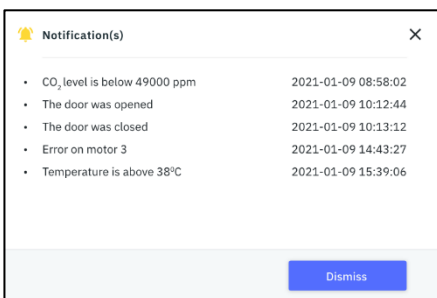 Notification(s)
• CO₂ level is below 49000 ppm 2021-01-09 08:58:02
• The door was opened 2021-01-09 10:12:44
• The door was closed 2021-01-09 10:13:12
• Error on motor 3 2021-01-09 14:43:27
• Temperature is above 38⁰C 2021-01-09 15:39:06
Dismiss